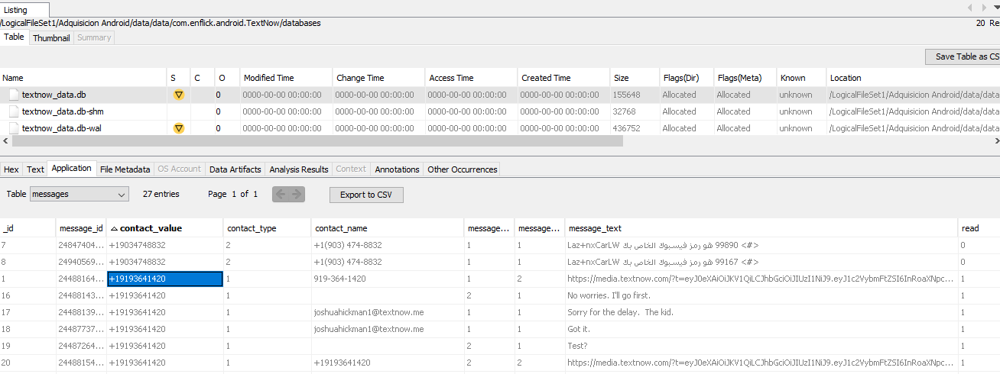 Listing
/LogicalFileSet1/Adquisicion Android/data/data/com.enflick.android.TextNow/databases
20 Re
Table Thumbnail Summary
Save Table as CS
Name S C O Modified Time Change Time Access Time Created Time Size Flags(Dir) Flags(Meta) Known Location
textnow_data.db 0 0000-00-00 00:00:00 0000-00-00 00:00:00 0000-00-00 00:00:00 0000-00-00 00:00:00 155648 Allocated Allocated unknown /LogicalFileSet1/Adquisicion Android/data/data
textnow_data.db-shm 0 0000-00-00 00:00:00 0000-00-00 00:00:00 0000-00-00 00:00:00 0000-00-00 00:00:00 32768 Allocated Allocated unknown /LogicalFileSet1/Adquisicion Android/data/data
textnow_data.db-wal 0 0000-00-00 00:00:00 0000-00-00 00:00:00 0000-00-00 00:00:00 0000-00-00 00:00:00 436752 Allocated Allocated unknown /LogicalFileSet1/Adquisicion Android/data/data
Hex Text Application File Metadata OS Account Data Artifacts Analysis Results Context Annotations Other Occurrences
Table messages 27 entries Page 1 of 1 Export to CSV
_id message_id contact_value contact_type contact_name message... message... message_text read
7 24847404... +19034748832 2 +1(903) 474-8832 1 1 <#> 99890 هو رمز فيسبوك الخاص بك Laz+nxCarLW 0
8 24940569... +19034748832 2 +1(903) 474-8832 1 1 <#> 99167 هو رمز فيسبوك الخاص بك Laz+nxCarLW 0
1 24488164... +19193641420 1 919-364-1420 1 2 https://media.textnow.com/?t=eyJ0eXAiOiJKV1QiLCJhbGciOiJIUzI1NiJ9.eyJ1c2VybmFtZSI6InRoaXNpc... 1
16 24488143... +19193641420 1 2 1 No worries. I'll go first. 1
17 24488139... +19193641420 1 joshuahickman1@textnow.me 1 1 Sorry for the delay. The kid. 1
18 24487737... +19193641420 1 joshuahickman1@textnow.me 1 1 Got it. 1
19 24487264... +19193641420 1 2 1 Test? 1
20 24488154... +19193641420 1 +19193641420 2 2 https://media.textnow.com/?t=eyJ0eXAiOiJKV1QiLCJhbGciOiJIUzI1NiJ9.eyJ1c2VybmFtZSI6InRoaXNpc... 1